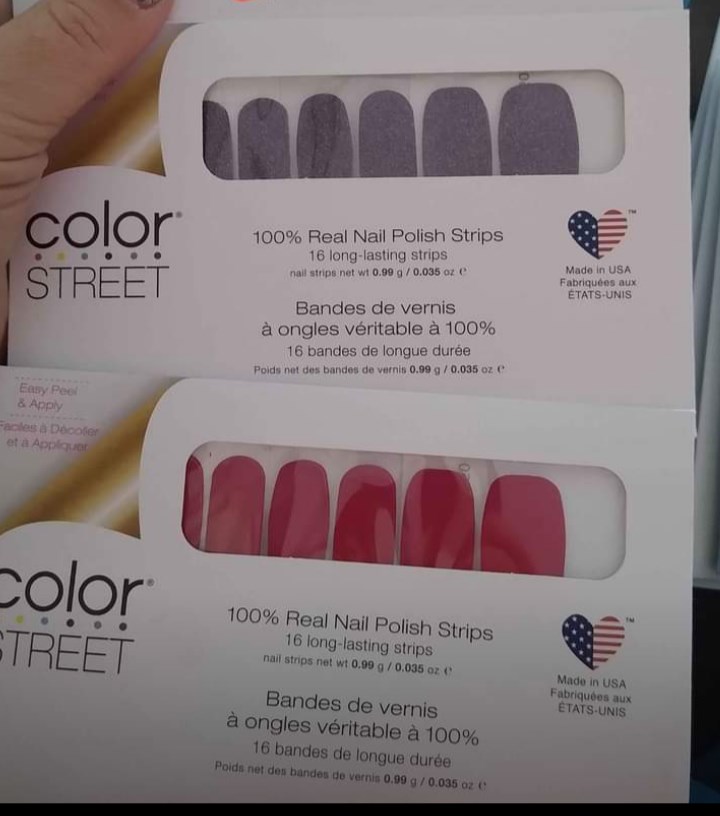 color
STREET
100% Real Nail Polish Strips
16 long-lasting strips
nail strips net wt 0.99 g / 0.035 oz ℮
Bandes de vernis
à ongles véritable à 100%
16 bandes de longue durée
Poids net des bandes de vernis 0.99 g / 0.035 oz ℮
™
Made in USA
Fabriquées aux
ÉTATS-UNIS
Easy Peel
& Apply
Faciles à Décoller
et à Appliquer
color
STREET
100% Real Nail Polish Strips
16 long-lasting strips
nail strips net wt 0.99 g / 0.035 oz ℮
Bandes de vernis
à ongles véritable à 100%
16 bandes de longue durée
Poids net des bandes de vernis 0.99 g / 0.035 oz ℮
™
Made in USA
Fabriquées aux
ÉTATS-UNIS